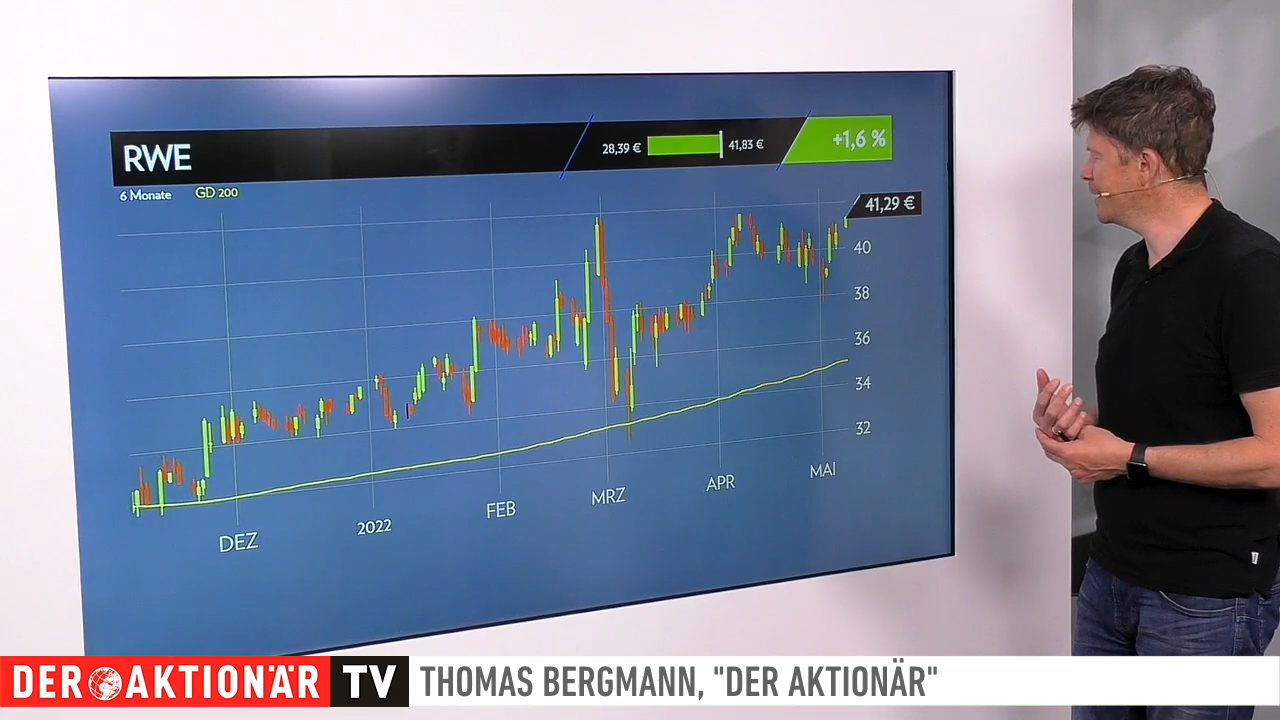 RWE
28,39 €
41,83 €
+1,6 %
6 Monate
GD 200
41,29 €
40
38
36
34
32
DEZ
2022
FEB
MRZ
APR
MAI
DER AKTIONÄR TV
THOMAS BERGMANN, "DER AKTIONÄR"